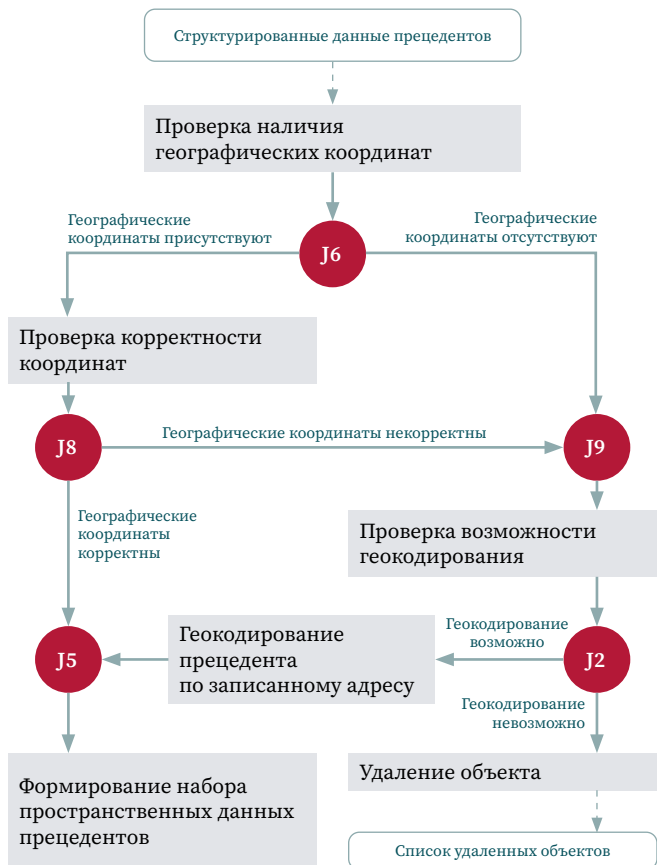 Структурированные данные прецедентов
Проверка наличия
географических координат
Географические
координаты присутствуют
Географические
координаты отсутствуют
J6
Проверка корректности
координат
J8
Географические координаты некорректны
J9
Географические
координаты
корректны
Проверка возможности
геокодирования
J5
Геокодирование
прецедента
по записанному адресу
Геокодирование
возможно
J2
Геокодирование
невозможно
Формирование набора
пространственных данных
прецедентов
Удаление объекта
Список удаленных объектов